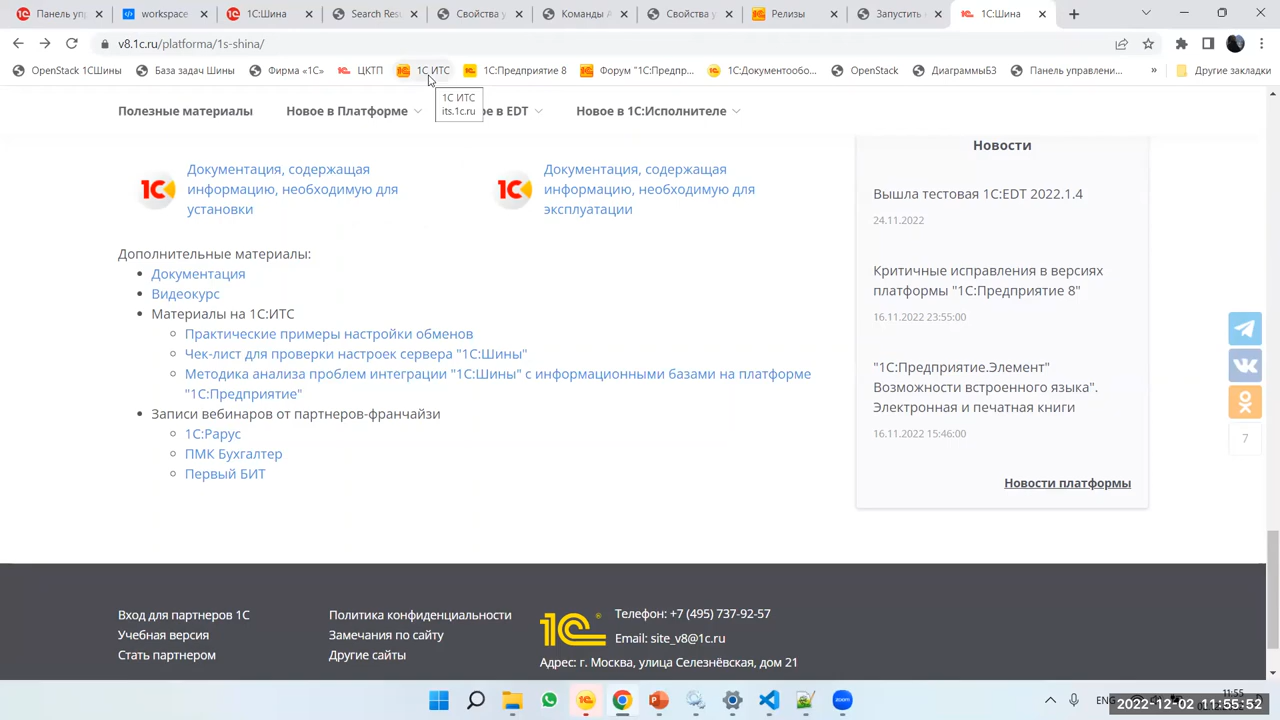 Панель уп
workspace
1С:Шина
Search Resu
Свойства у
Команды A
Свойства у
Релизы
Запустить
1С:Шина
v8.1c.ru/platforma/1s-shina/
OpenStack 1СШины
База задач Шины
Фирма «1С»
ЦКТП
1С ИТС
1С:Предприятие 8
Форум "1С:Предпр...
1С:Документообо...
OpenStack
ДиаграммыБЗ
Панель управлени...
»
Другие закладки
1С ИТС
its.1c.ru
Полезные материалы
Новое в Платформе
ое в EDT
Новое в 1С:Исполнителе
Документация, содержащая
информацию, необходимую для
установки
Документация, содержащая
информацию, необходимую для
эксплуатации
Дополнительные материалы:
Документация
Видеокурс
Материалы на 1С:ИТС
Практические примеры настройки обменов
Чек-лист для проверки настроек сервера "1С:Шины"
Методика анализа проблем интеграции "1С:Шины" с информационными базами на платформе
"1С:Предприятие"
Записи вебинаров от партнеров-франчайзи
1С:Рарус
ПМК Бухгалтер
Первый БИТ
Новости
Вышла тестовая 1С:EDT 2022.1.4
24.11.2022
Критичные исправления в версиях
платформы "1С:Предприятие 8"
16.11.2022 23:55:00
"1С:Предприятие.Элемент"
Возможности встроенного языка".
Электронная и печатная книги
16.11.2022 15:46:00
Новости платформы
7
Вход для партнеров 1С
Учебная версия
Стать партнером
Политика конфиденциальности
Замечания по сайту
Другие сайты
Телефон: +7 (495) 737-92-57
Email: site_v8@1c.ru
Адрес: г. Москва, улица Селезнёвская, дом 21
ENG
11:55
2022-12-02 11:55:52